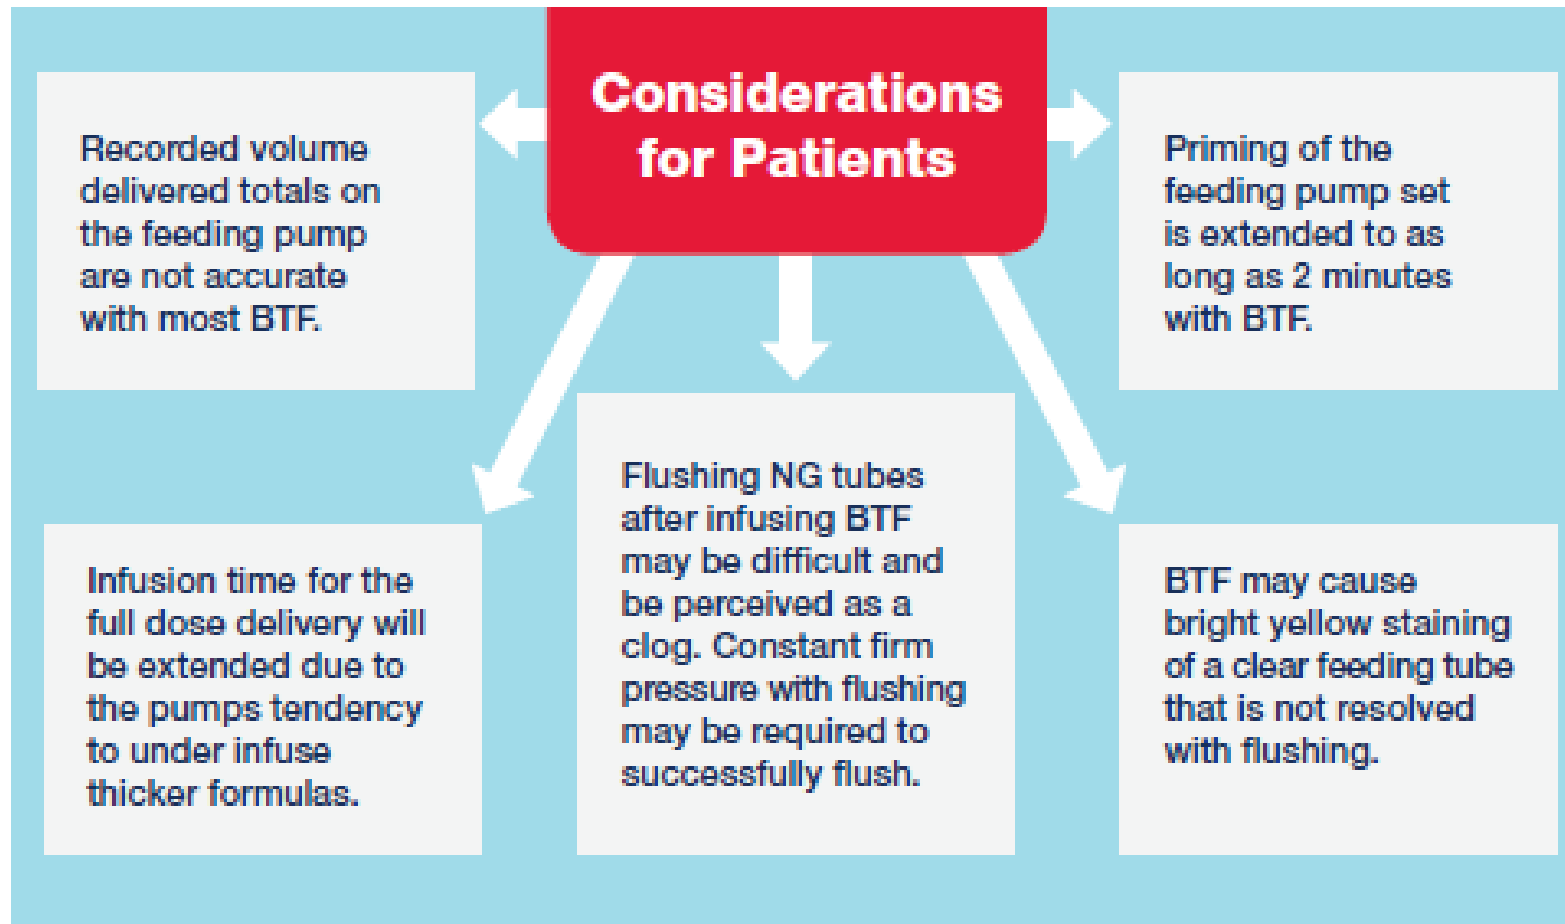 Considerations
for Patients
Recorded volume
delivered totals on
the feeding pump
are not accurate
with most BTF.
Priming of the
feeding pump set
is extended to as
long as 2 minutes
with BTF.
Infusion time for the
full dose delivery will
be extended due to
the pumps tendency
to under infuse
thicker formulas.
Flushing NG tubes
after infusing BTF
may be difficult and
be perceived as a
clog. Constant firm
pressure with flushing
may be required to
successfully flush.
BTF may cause
bright yellow staining
of a clear feeding tube
that is not resolved
with flushing.